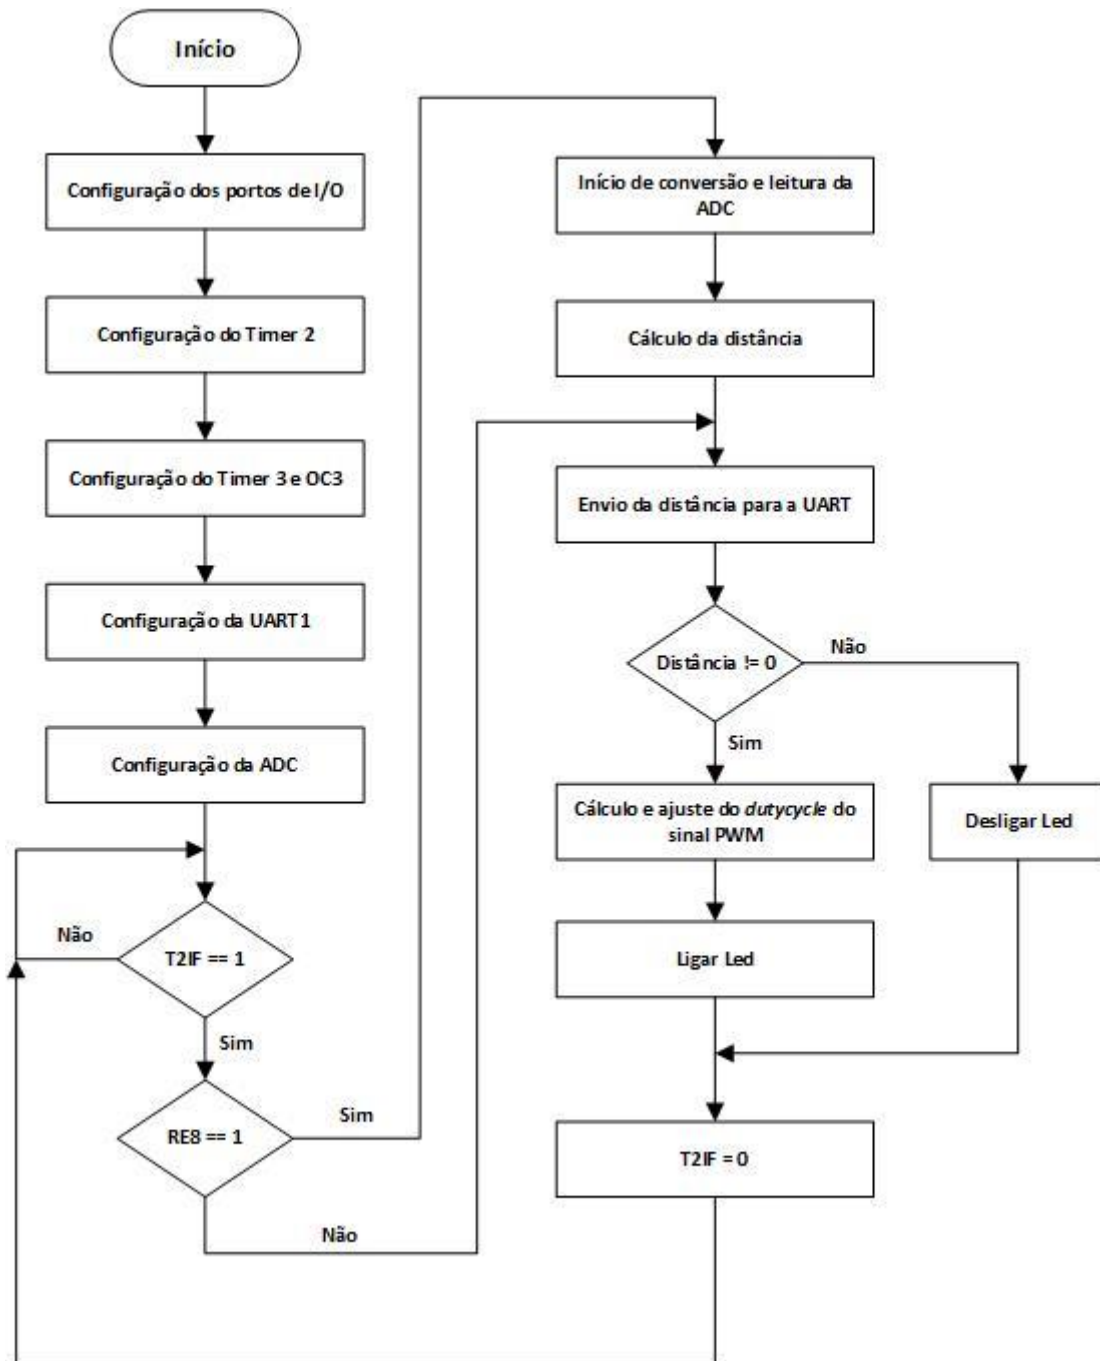 Início
Configuração dos portos de I/O
Configuração do Timer 2
Configuração do Timer 3 e OC3
Configuração da UART1
Configuração da ADC
Não
T2IF == 1
Sim
RE8 == 1
Sim
Não
Início de conversão e leitura da
ADC
Cálculo da distância
Envio da distância para a UART
Distância != 0
Não
Sim
Cálculo e ajuste do dutycycle do
sinal PWM
Desligar Led
Ligar Led
T2IF = 0